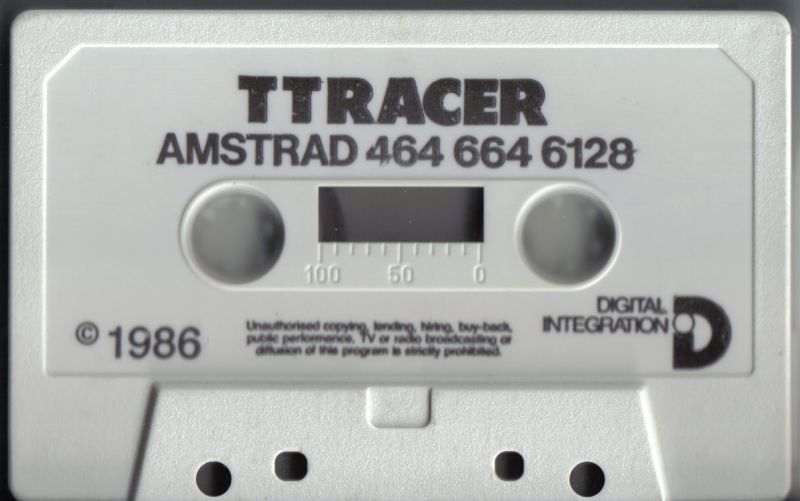 TTRACER
AMSTRAD 464 664 6128
100 50 0
© 1986
Unauthorised copying, lending, hiring, buy-back,
public performance, TV or radio broadcasting or
diffusion of this program is strictly prohibited.
DIGITAL
INTEGRATION